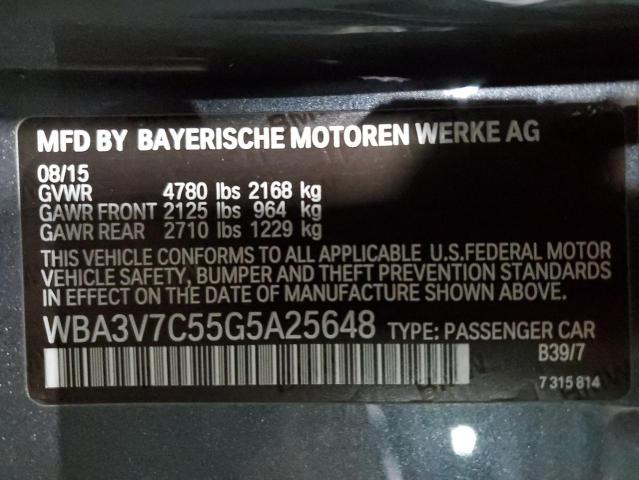 MFD BY BAYERISCHE MOTOREN WERKE AG
08/15
GVWR 4780 lbs 2168 kg
GAWR FRONT 2125 lbs 964 kg
GAWR REAR 2710 lbs 1229 kg
THIS VEHICLE CONFORMS TO ALL APPLICABLE U.S.FEDERAL MOTOR
VEHICLE SAFETY, BUMPER AND THEFT PREVENTION STANDARDS
IN EFFECT ON THE DATE OF MANUFACTURE SHOWN ABOVE.
WBA3V7C55G5A25648 TYPE: PASSENGER CAR
B39/7
7 315 814